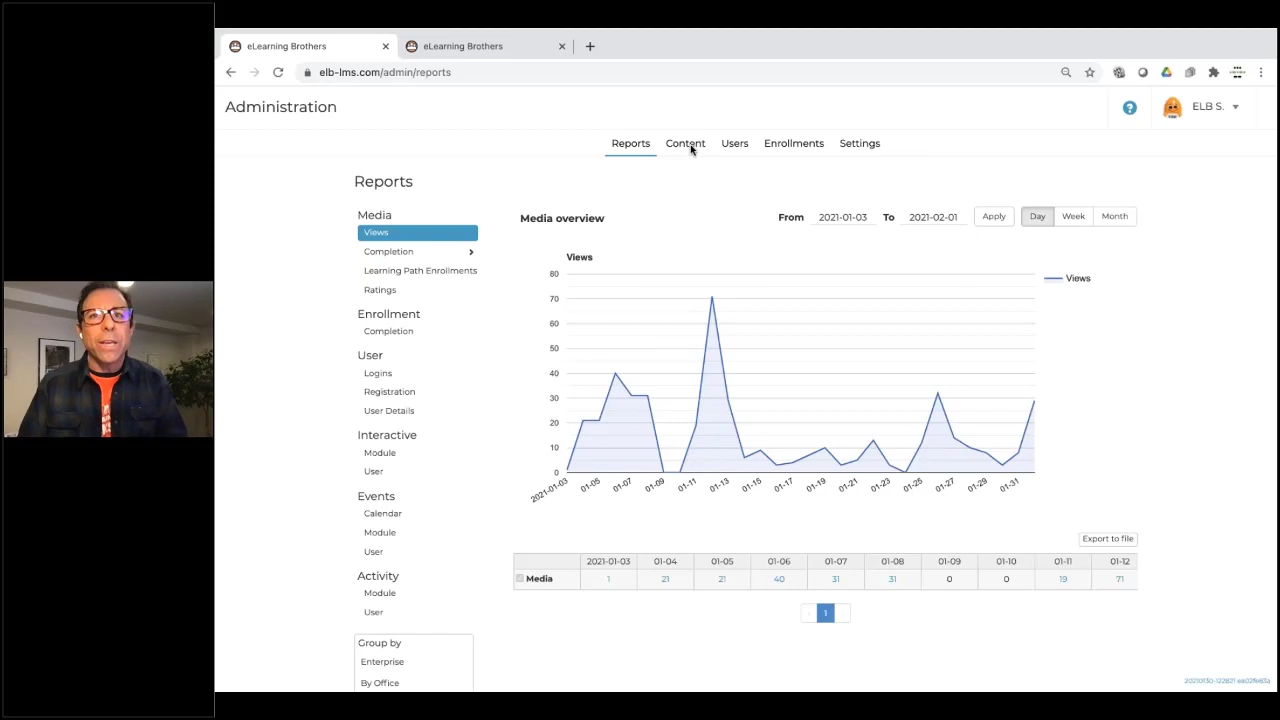 eLearning Brothers
eLearning Brothers
elb-lms.com/admin/reports
Administration
ELB S.
Reports Content Users Enrollments Settings
Reports
Media
Views
Completion
Learning Path Enrollments
Ratings
Enrollment
Completion
User
Logins
Registration
User Details
Interactive
Module
User
Events
Calendar
Module
User
Activity
Module
User
Group by
Enterprise
By Office
Media overview
From 2021-01-03 To 2021-02-01 Apply Day Week Month
Views
80
70
60
50
40
30
20
10
0
2021-01-03 01-05 01-07 01-09 01-11 01-13 01-15 01-17 01-19 01-21 01-23 01-25 01-27 01-29 01-31
Views
Export to file
2021-01-03 01-04 01-05 01-06 01-07 01-08 01-09 01-10 01-11 01-12
Media 1 21 21 40 31 31 0 0 19 71
1